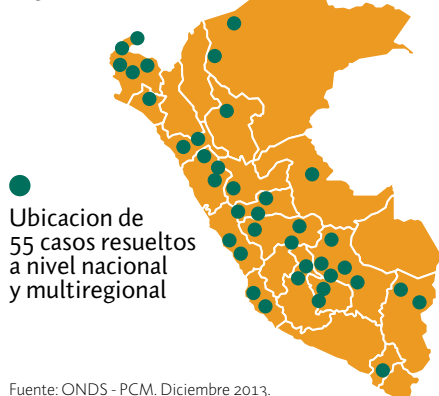 Ubicacion de
55 casos resueltos
a nivel nacional
y multiregional
Fuente: ONDS - PCM. Diciembre 2013.